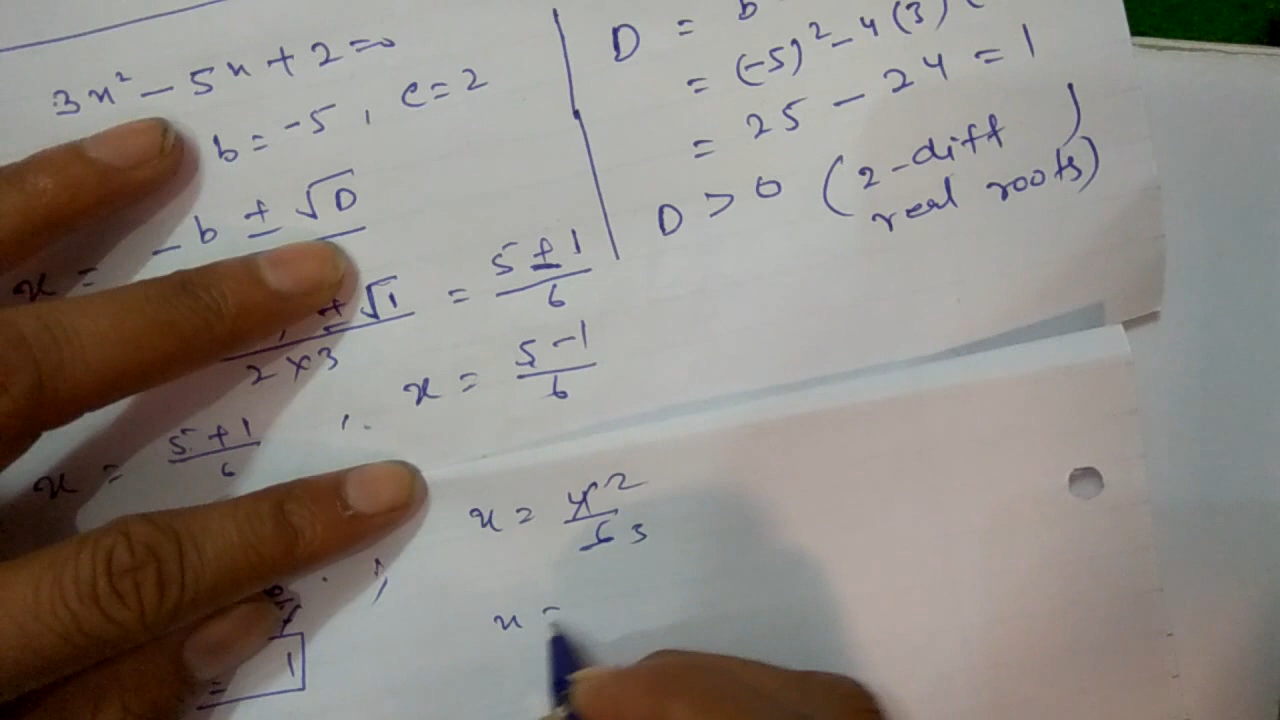 3x² - 5x + 2 = 0
b = -5, c = 2
x = -b ± √D
± √1 / 2 × 3 = 5 ± 1 / 6
x = 5 + 1 / 6 , x = 5 - 1 / 6
x = 4 2 / 6 3
x =
1
D = b
= (-5)² - 4 (3) (
= 25 - 24 = 1
D > 0 (2 - diff
real roots)